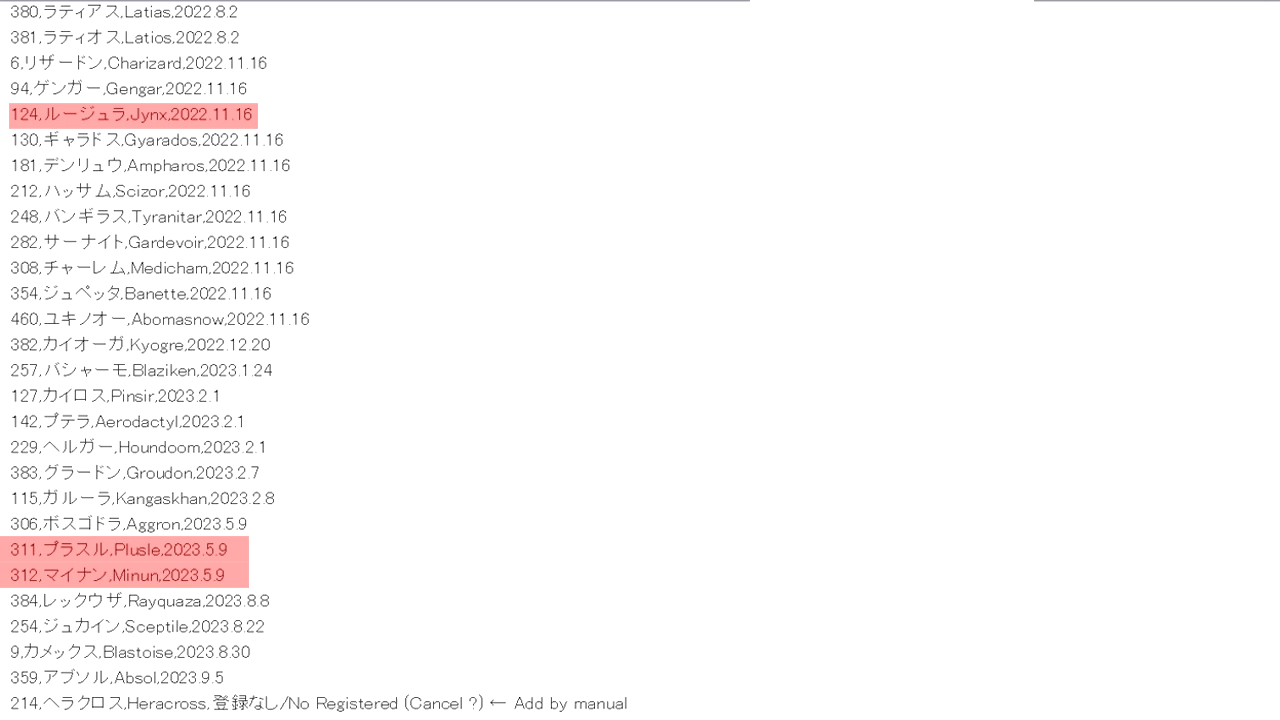 380,ラティアス,Latias,2022.8.2
381,ラティオス,Latios,2022.8.2
6,リザードン,Charizard,2022.11.16
94,ゲンガー,Gengar,2022.11.16
124,ルージュラ,Jynx,2022.11.16
130,ギャラドス,Gyarados,2022.11.16
181,デンリュウ,Ampharos,2022.11.16
212,ハッサム,Scizor,2022.11.16
248,バンギラス,Tyranitar,2022.11.16
282,サーナイト,Gardevoir,2022.11.16
308,チャーレム,Medicham,2022.11.16
354,ジュペッタ,Banette,2022.11.16
460,ユキノオー,Abomasnow,2022.11.16
382,カイオーガ,Kyogre,2022.12.20
257,バシャーモ,Blaziken,2023.1.24
127,カイロス,Pinsir,2023.2.1
142,プテラ,Aerodactyl,2023.2.1
229,ヘルガー,Houndoom,2023.2.1
383,グラードン,Groudon,2023.2.7
115,ガルーラ,Kangaskhan,2023.2.8
306,ボスゴドラ,Aggron,2023.5.9
311,プラスル,Plusle,2023.5.9
312,マイナン,Minun,2023.5.9
384,レックウザ,Rayquaza,2023.8.8
254,ジュカイン,Sceptile,2023.8.22
9,カメックス,Blastoise,2023.8.30
359,アブソル,Absol,2023.9.5
214,ヘラクロス,Heracross,登録なし/No Registered (Cancel ?) ← Add by manual